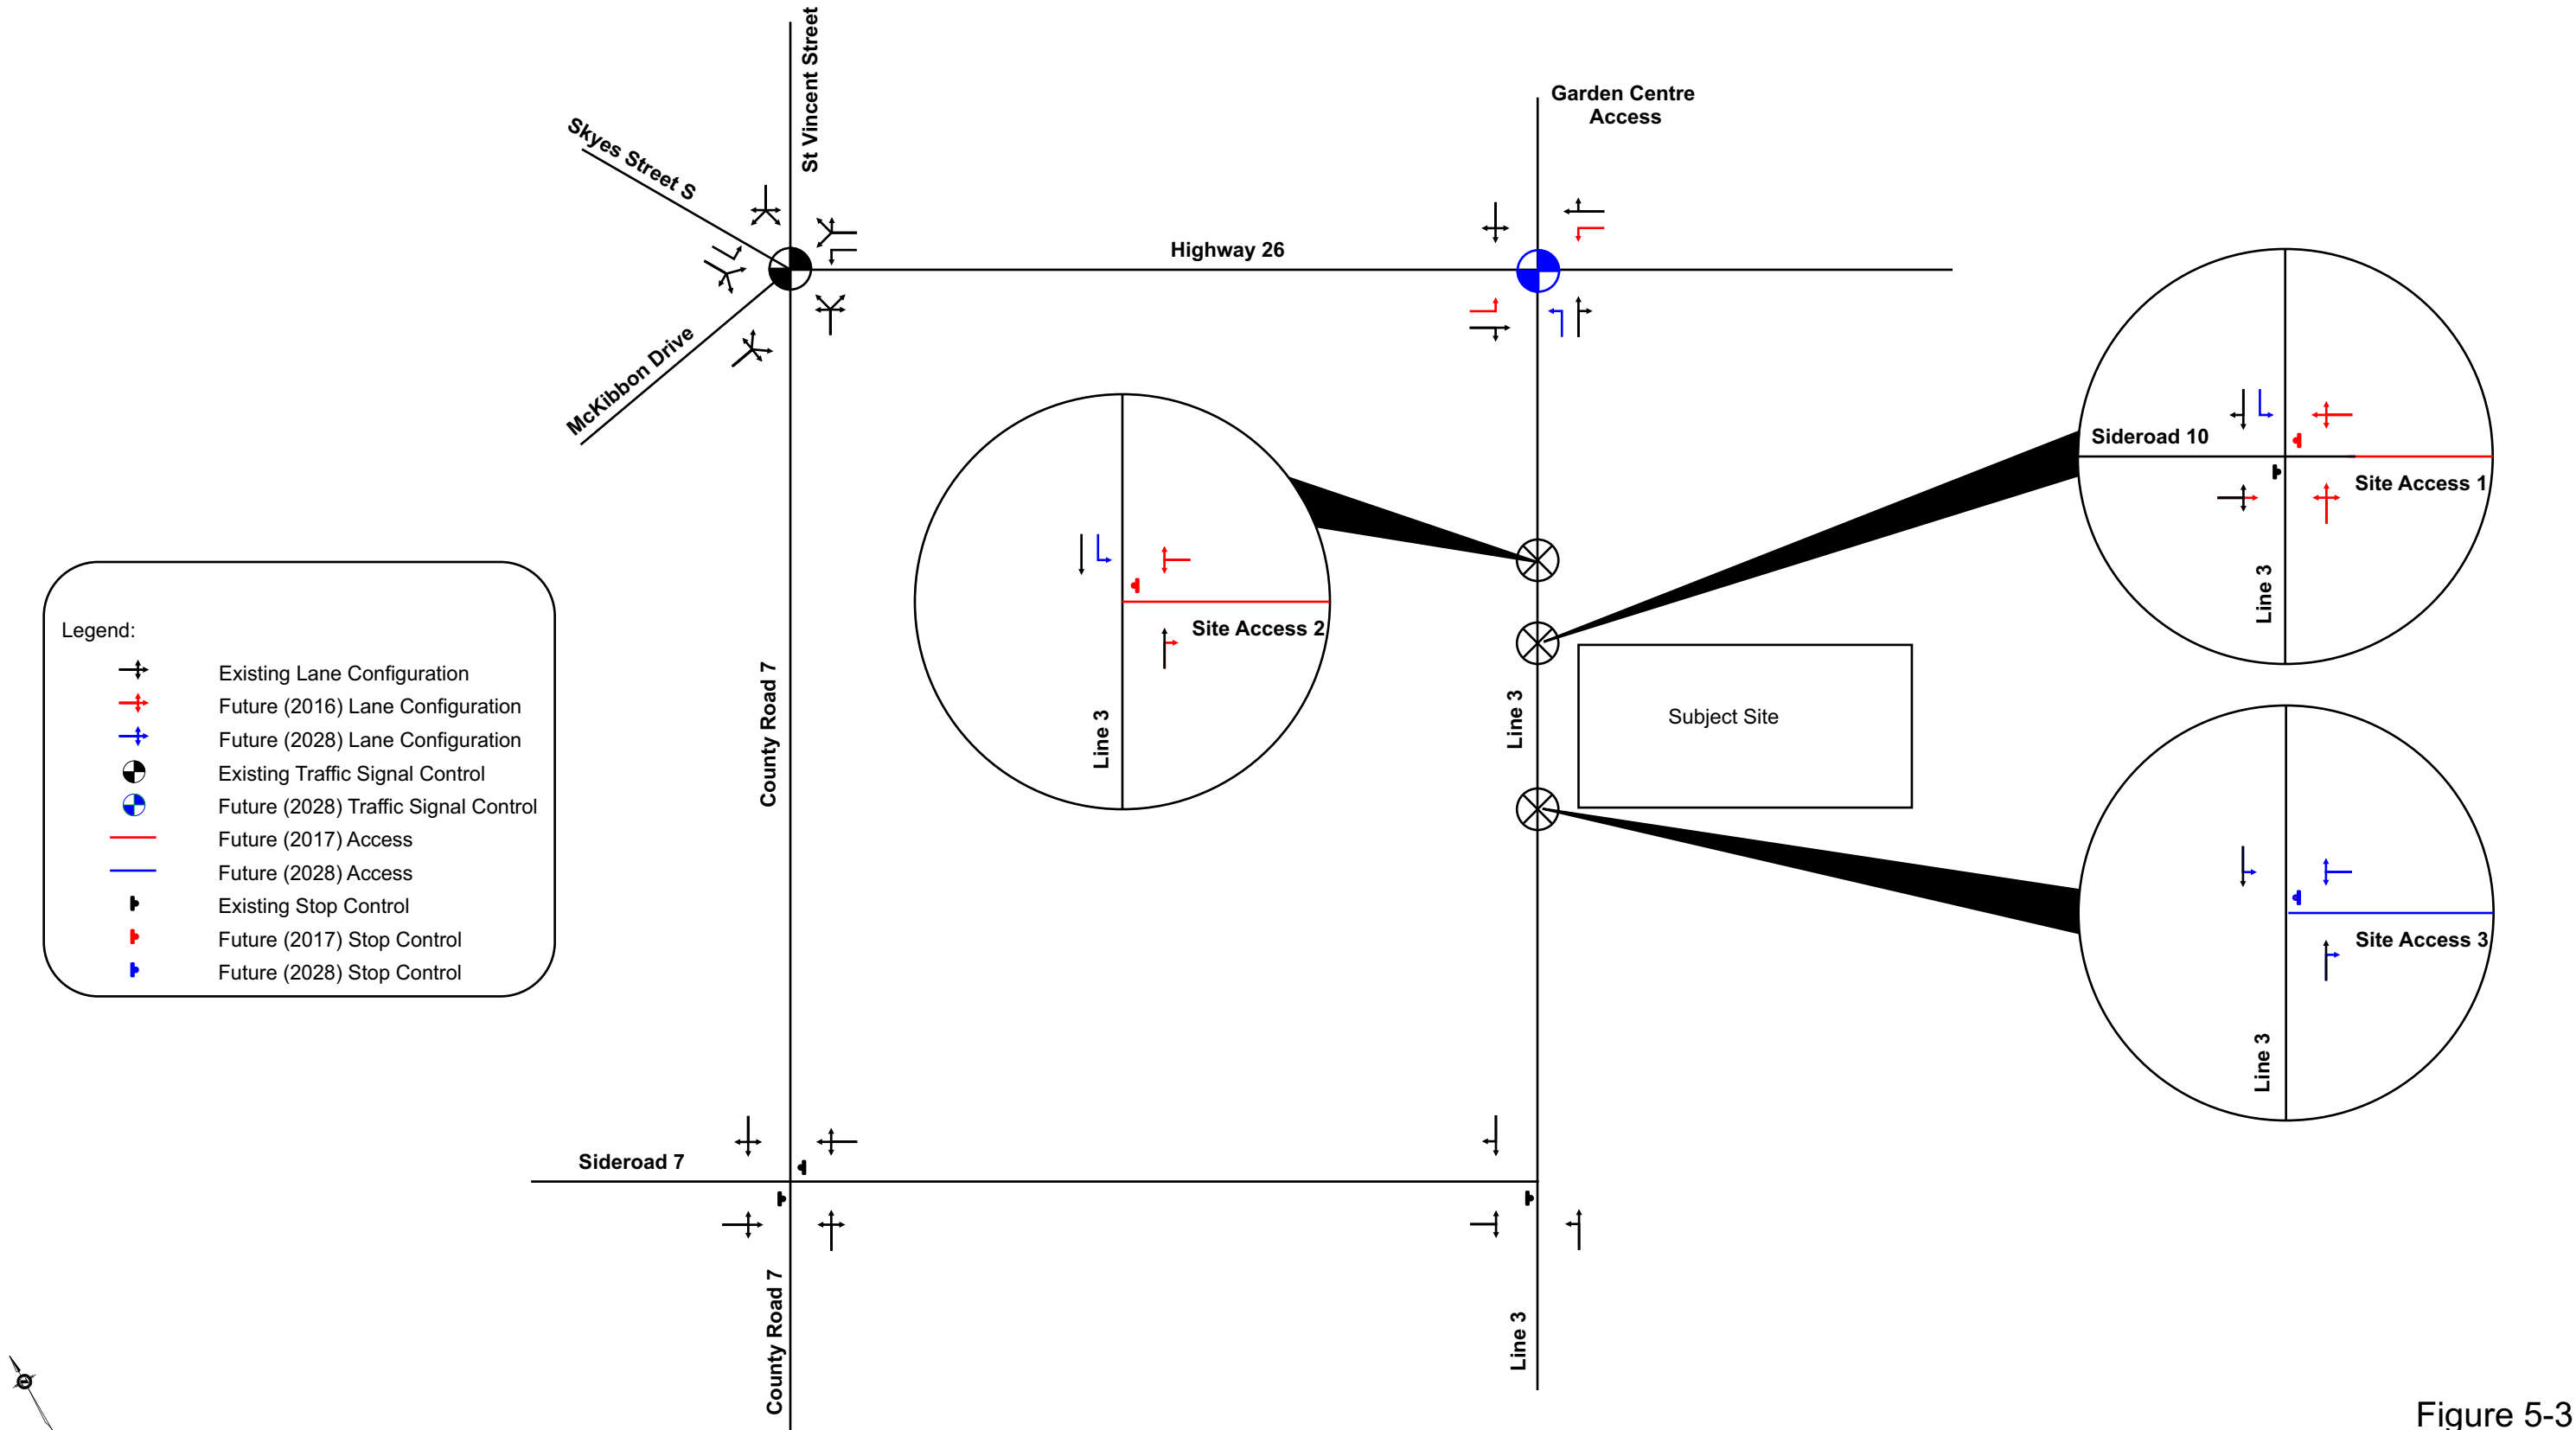 St Vincent Street
Skyes Street S
McKibbon Drive
Highway 26
Garden Centre
Access
Sideroad 10
Site Access 1
Line 3
Site Access 2
Line 3
County Road 7
Line 3
Subject Site
Legend:
Existing Lane Configuration
Future (2016) Lane Configuration
Future (2028) Lane Configuration
Existing Traffic Signal Control
Future (2028) Traffic Signal Control
Future (2017) Access
Future (2028) Access
Existing Stop Control
Future (2017) Stop Control
Future (2028) Stop Control
Site Access 3
Line 3
Sideroad 7
County Road 7
Line 3
Figure 5-3